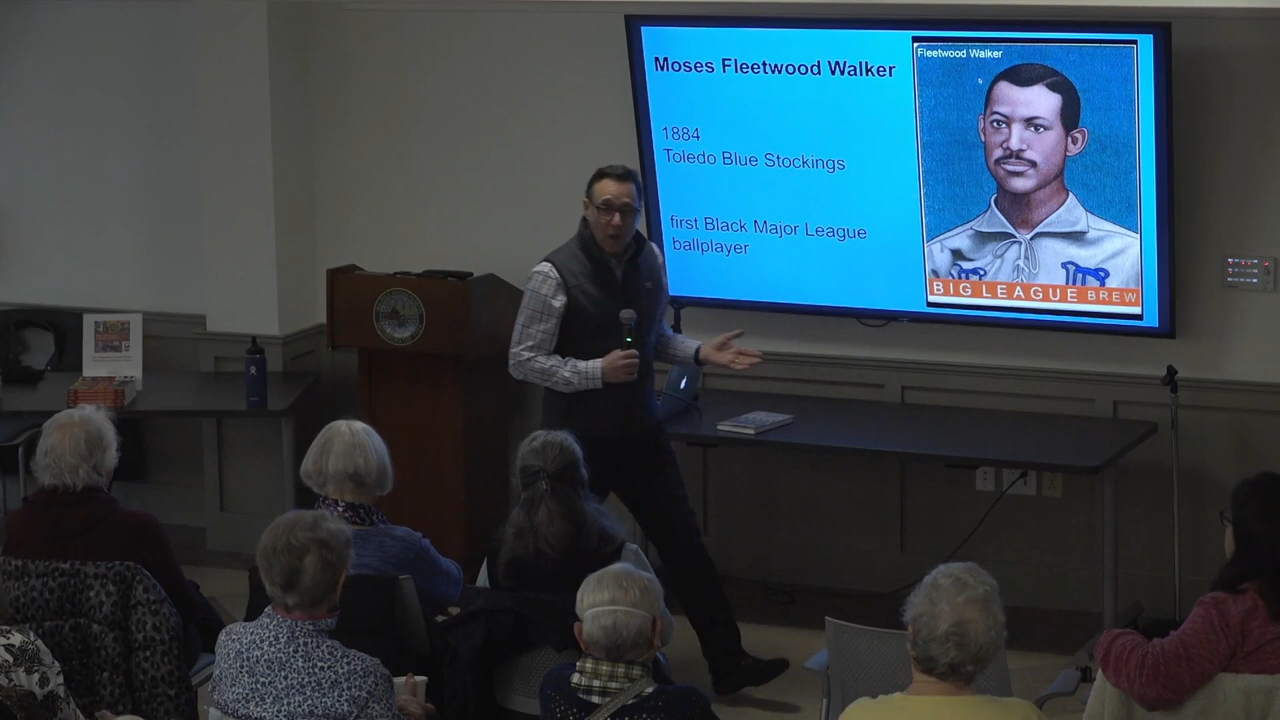 Moses Fleetwood Walker
1884
Toledo Blue Stockings
first Black Major League
ballplayer
Fleetwood Walker
BIG LEAGUE BREW